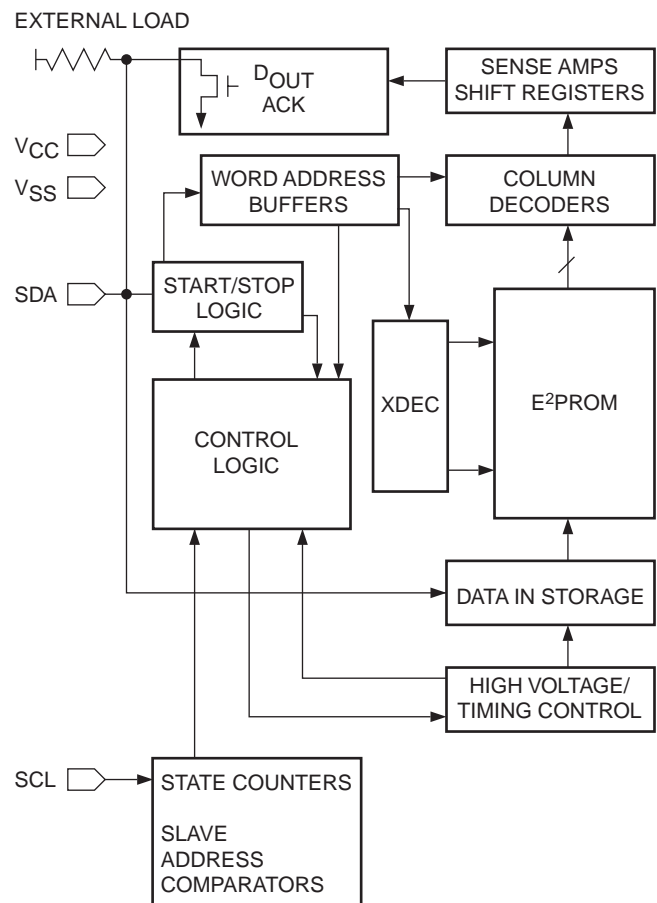 EXTERNAL LOAD
DOUT
ACK
SENSE AMPS
SHIFT REGISTERS
VCC
VSS
WORD ADDRESS
BUFFERS
COLUMN
DECODERS
SDA
START/STOP
LOGIC
XDEC
E²PROM
CONTROL
LOGIC
DATA IN STORAGE
HIGH VOLTAGE/
TIMING CONTROL
SCL
STATE COUNTERS
SLAVE
ADDRESS
COMPARATORS